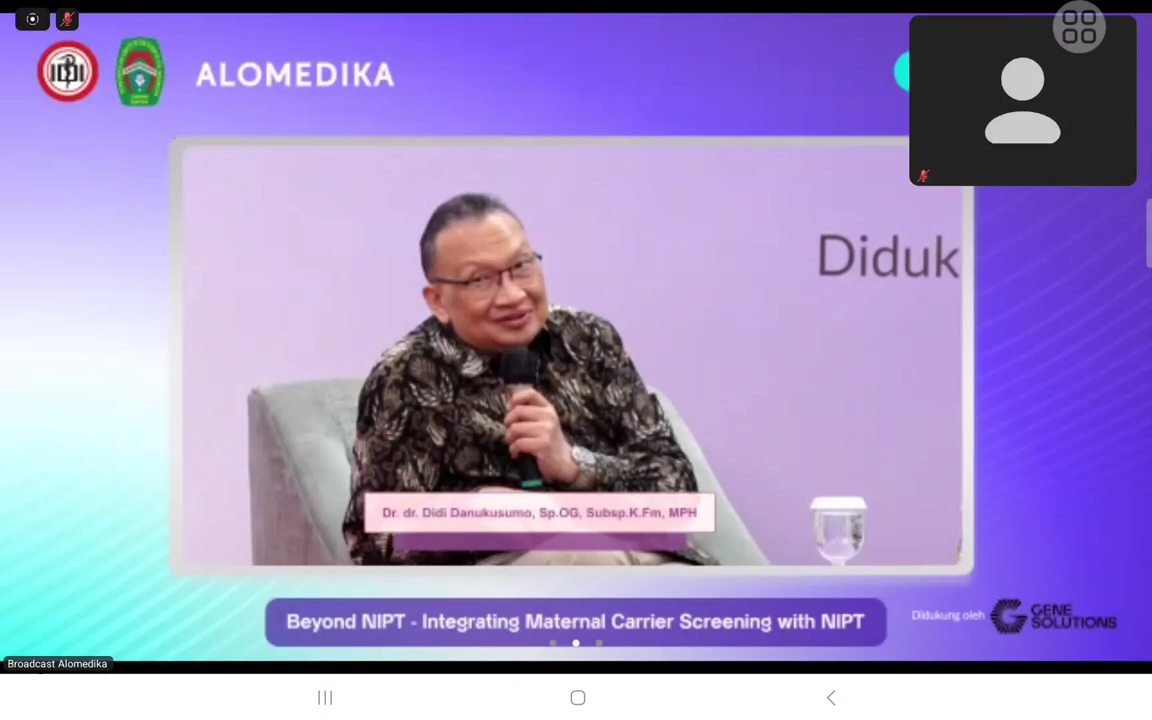 IDI
ALOMEDIKA
Diduk
Dr. dr. Didi Danukusumo, Sp.OG, Subsp.K.Fm, MPH
Beyond NIPT - Integrating Maternal Carrier Screening with NIPT
Didukung oleh
GENE
SOLUTIONS
Broadcast Alomedika